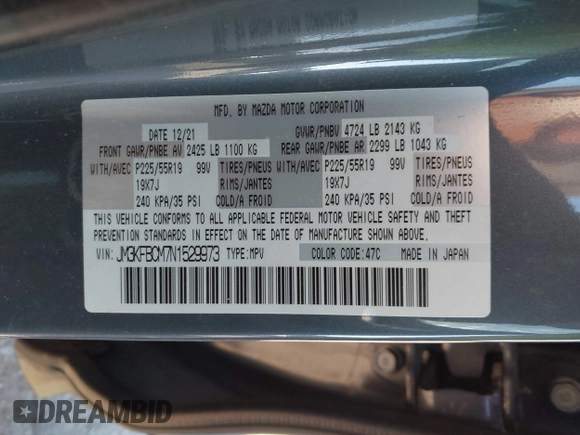 MFD. BY MAZDA MOTOR CORPORATION
DATE 12/21 GVWR/PNBV 4724 LB 2143 KG
FRONT GAWR/PNBE AV 2425 LB 1100 KG REAR GAWR/PNBE AR 2299 LB 1043 KG
WITH/AVEC P225/55R19 99V TIRES/PNEUS WITH/AVEC P225/55R19 99V TIRES/PNEUS
19X7J RIMS/JANTES 19X7J RIMS/JANTES
240 KPA/35 PSI COLD/A FROID 240 KPA/35 PSI COLD/A FROID
THIS VEHICLE CONFORMS TO ALL APPLICABLE FEDERAL MOTOR VEHICLE SAFETY AND THEFT
PREVENTION STANDARDS IN EFFECT ON THE DATE OF MANUFACTURE SHOWN ABOVE.
VIN: JM3KFBCM7N1529973 TYPE:MPV COLOR CODE:47C MADE IN JAPAN
DREAMBID